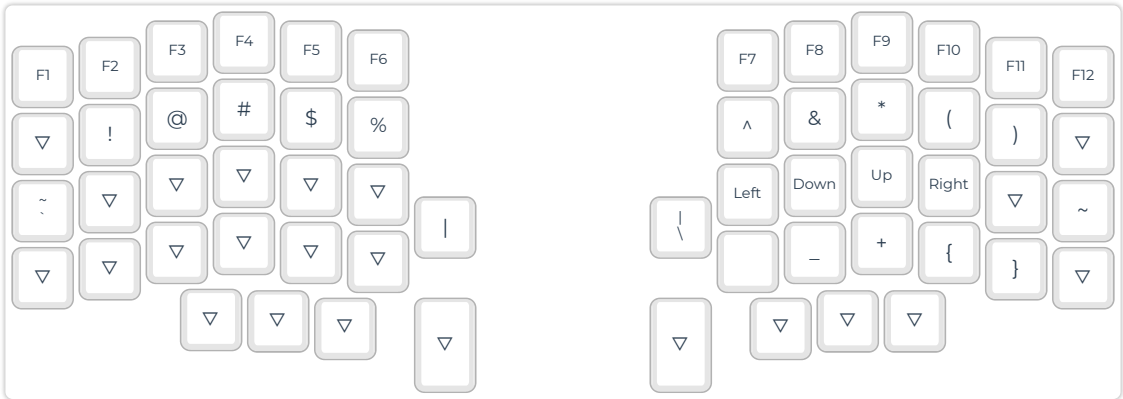 F1 F2 F3 F4 F5 F6 F7 F8 F9 F10 F11 F12
▽ ! @ # $ % ^ & * ( ) ▽
~
` ▽ ▽ ▽ ▽ ▽ | |
\ Left Down Up Right ▽ ~
▽ ▽ ▽ ▽ ▽ ▽ _ + { } ▽
▽ ▽ ▽ ▽ ▽ ▽ ▽ ▽